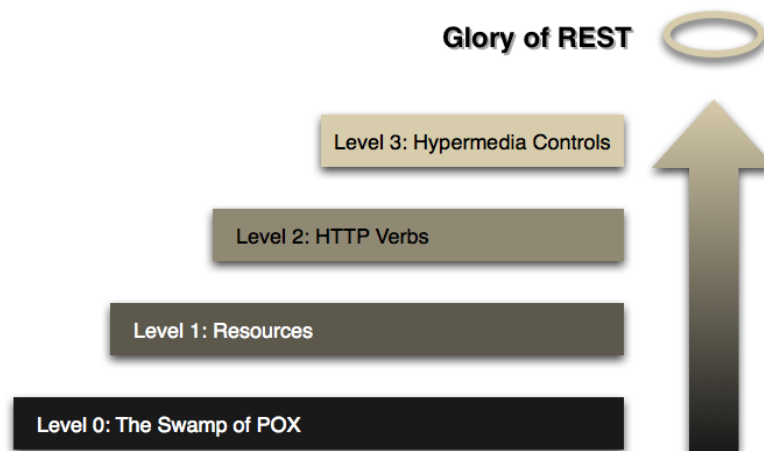 Glory of REST
Level 3: Hypermedia Controls
Level 2: HTTP Verbs
Level 1: Resources
Level 0: The Swamp of POX